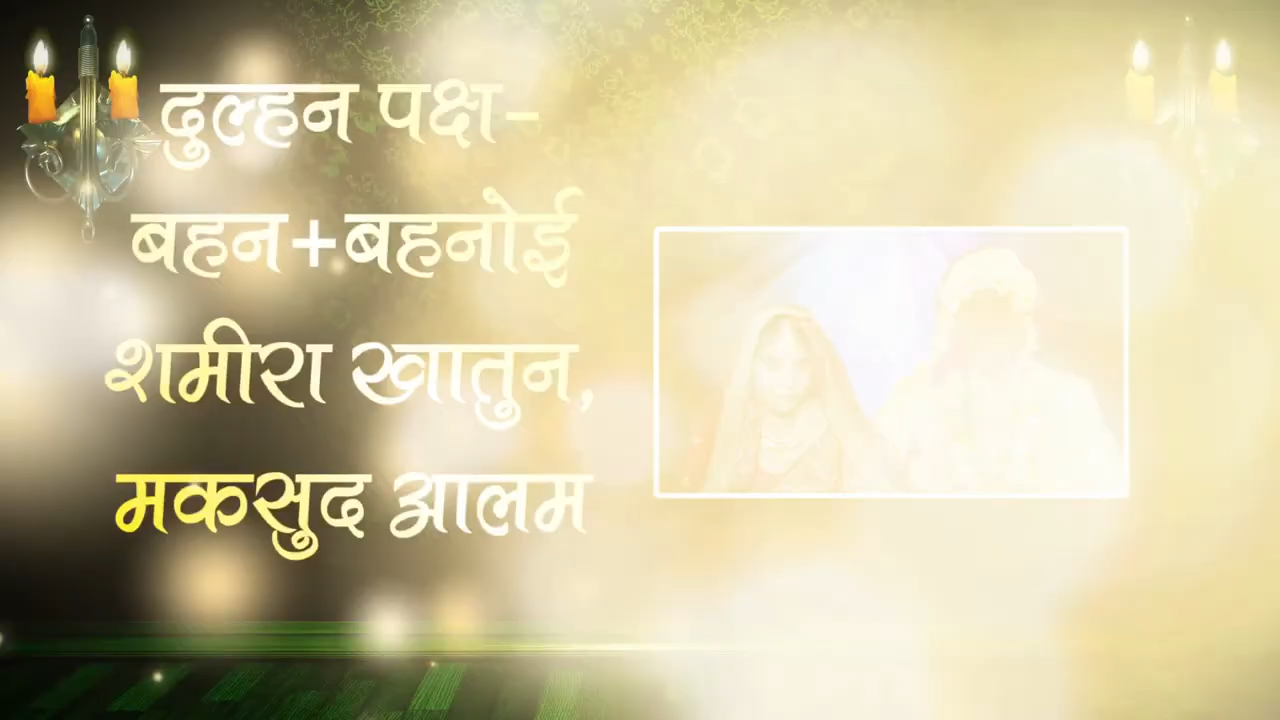 दुल्हन पक्ष-
बहन+बहनोई
शमीरा खातुन,
मकसुद आलम